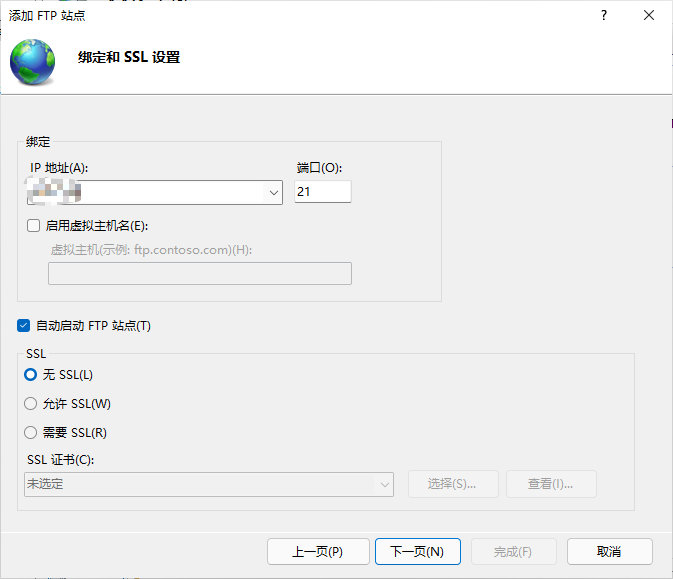 添加 FTP 站点
绑定和 SSL 设置
绑定
IP 地址(A): 端口(O):
21
启用虚拟主机名(E):
虚拟主机(示例: ftp.contoso.com)(H):
自动启动 FTP 站点(T)
SSL
无 SSL(L)
允许 SSL(W)
需要 SSL(R)
SSL 证书(C):
未选定 选择(S)... 查看(I)...
上一页(P) 下一页(N) 完成(F) 取消